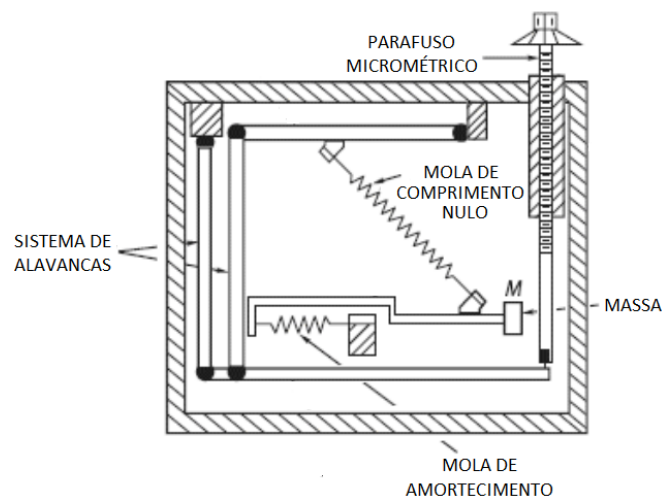 PARAFUSO
MICROMÉTRICO
MOLA DE
COMPRIMENTO
NULO
SISTEMA DE
ALAVANCAS
M
MASSA
MOLA DE
AMORTECIMENTO